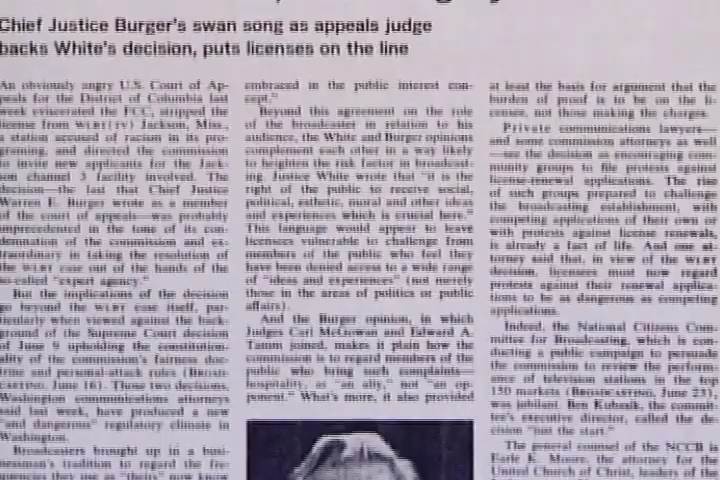 Chief Justice Burger's swan song as appeals judge
backs White's decision, puts licenses on the line
An obviously angry U.S. Court of Ap-
peals for the District of Columbia last
week eviscerated the FCC, stripped the
license from WLBT(TV) Jackson, Miss.,
a station accused of racism in its pro-
graming, and directed the commission
to invite new applicants for the Jack-
son channel 3 facility involved. The
decision—the last that Chief Justice
Warren E. Burger wrote as a member
of the court of appeals—was probably
unprecedented in the tone of its con-
demnation of the commission and ex-
traordinary in taking the resolution of
the WLBT case out of the hands of the
so-called "expert agency."
But the implications of the decision
go beyond the WLBT case itself, par-
ticularly when viewed against the back-
ground of the Supreme Court decision
of June 9 upholding the constitution-
ality of the commission's fairness doc-
trine and personal-attack rules (BROAD-
CASTING, June 16). Those two decisions,
Washington communications attorneys
said last week, have produced a new
"and dangerous" regulatory climate in
Washington.
Broadcasters brought up in a busi-
nessman's tradition to regard the fre-
quencies they use as "theirs" now know
embraced in the public interest con-
cept."
Beyond this agreement on the role
of the broadcaster in relation to his
audience, the White and Burger opinions
complement each other in a way likely
to heighten the risk factor in broadcast-
ing. Justice White wrote that "it is the
right of the public to receive social,
political, esthetic, moral and other ideas
and experiences which is crucial here."
This language would appear to leave
licensees vulnerable to challenge from
members of the public who feel they
have been denied access to a wide range
of "ideas and experiences" (not merely
those in the areas of politics or public
affairs).
And the Burger opinion, in which
Judges Carl McGowan and Edward A.
Tamm joined, makes it plain how the
commission is to regard members of the
public who bring such complaints—
hospitality, as "an ally," not "an op-
ponent." What's more, it also provided
at least the basis for argument that the
burden of proof is to be on the li-
censee, not those making the charges.
Private communications lawyers—
and some commission attorneys as well
—see the decision as encouraging com-
munity groups to file protests against
license-renewal applications. The rise
of such groups prepared to challenge
the broadcasting establishment, with
competing applications of their own or
with protests against license renewals,
is already a fact of life. And one at-
torney said that, in view of the WLBT
decision, licensees must now regard
protests against their renewal applica-
tions to be as dangerous as competing
applications.
Indeed, the National Citizens Com-
mittee for Broadcasting, which is con-
ducting a public campaign to persuade
the commission to review the perform-
ance of television stations in the top
150 markets (BROADCASTING, June 23),
was jubilant. Ben Kubasik, the commit-
tee's executive director, called the de-
cision "but the start."
The general counsel of the NCCB is
Earle K. Moore, the attorney for the
United Church of Christ, leaders of the